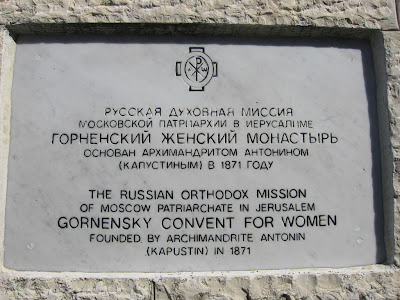 РУССКАЯ ДУХОВНАЯ МИССИЯ
МОСКОВСКОЙ ПАТРИАРХИИ В ИЕРУСАЛИМЕ
ГОРНЕНСКИЙ ЖЕНСКИЙ МОНАСТЫРЬ
ОСНОВАН АРХИМАНДРИТОМ АНТОНИНОМ
(КАПУСТИНЫМ) В 1871 ГОДУ
THE RUSSIAN ORTHODOX MISSION
OF MOSCOW PATRIARCHATE IN JERUSALEM
GORNENSKY CONVENT FOR WOMEN
FOUNDED BY ARCHIMANDRITE ANTONIN
(KAPUSTIN) IN 1871